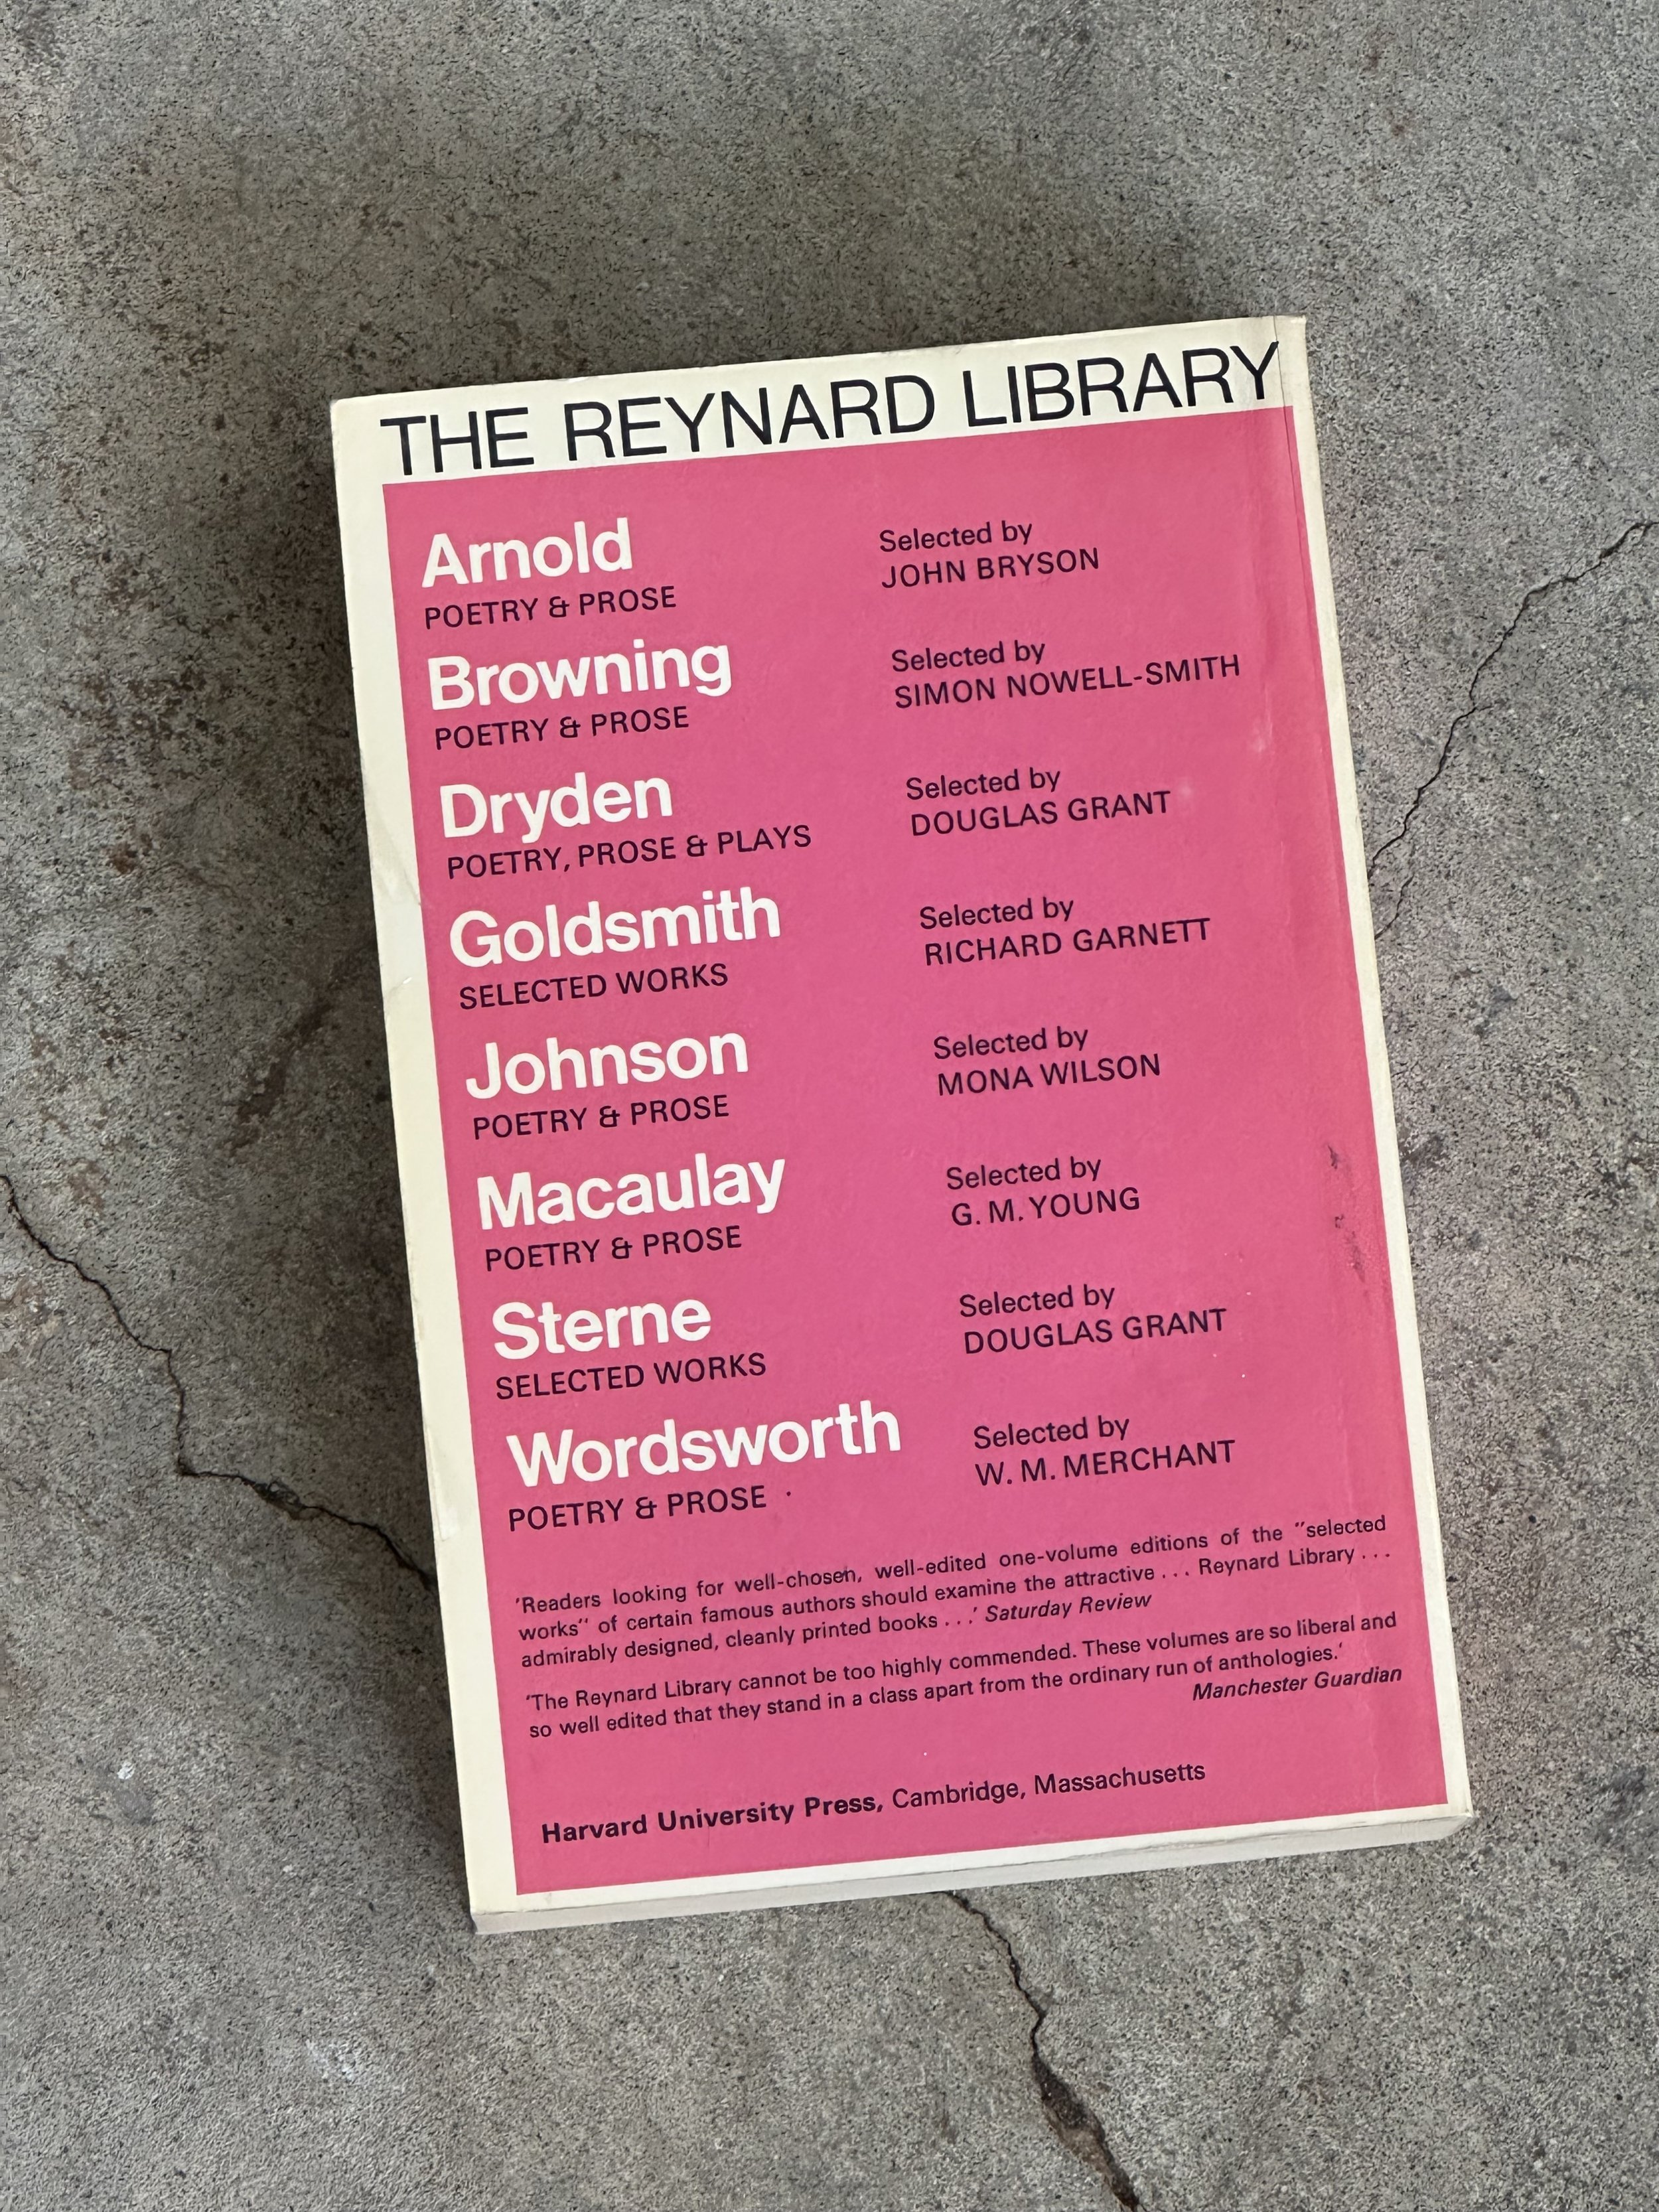 THE REYNARD LIBRARY
Arnold
POETRY & PROSE
Selected by
JOHN BRYSON
Browning
POETRY & PROSE
Selected by
SIMON NOWELL-SMITH
Dryden
POETRY, PROSE & PLAYS
Selected by
DOUGLAS GRANT
Goldsmith
SELECTED WORKS
Selected by
RICHARD GARNETT
Johnson
POETRY & PROSE
Selected by
MONA WILSON
Macaulay
POETRY & PROSE
Selected by
G. M. YOUNG
Sterne
SELECTED WORKS
Selected by
DOUGLAS GRANT
Wordsworth
POETRY & PROSE
Selected by
W. M. MERCHANT
'Readers looking for well-chosen, well-edited one-volume editions of the "selected
works" of certain famous authors should examine the attractive . . . Reynard Library . . .
admirably designed, cleanly printed books . . .' Saturday Review
'The Reynard Library cannot be too highly commended. These volumes are so liberal and
so well edited that they stand in a class apart from the ordinary run of anthologies.'
Manchester Guardian
Harvard University Press, Cambridge, Massachusetts